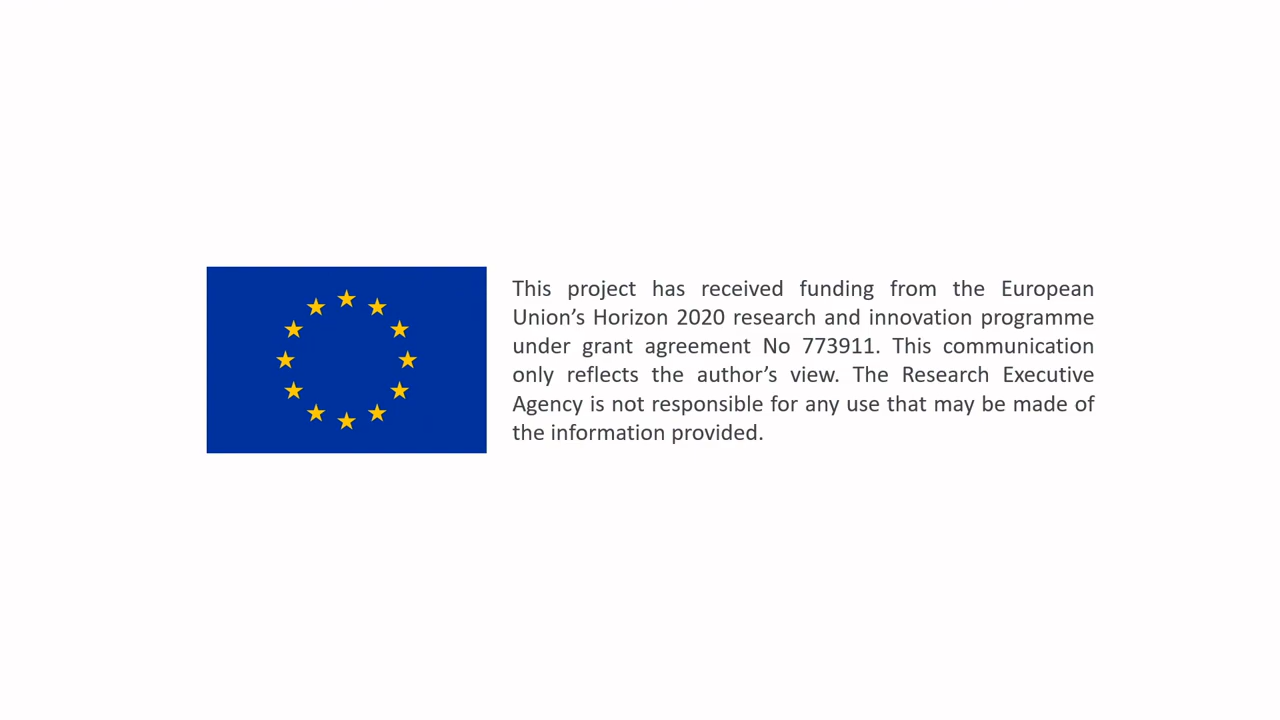 This project has received funding from the European
Union’s Horizon 2020 research and innovation programme
under grant agreement No 773911. This communication
only reflects the author’s view. The Research Executive
Agency is not responsible for any use that may be made of
the information provided.